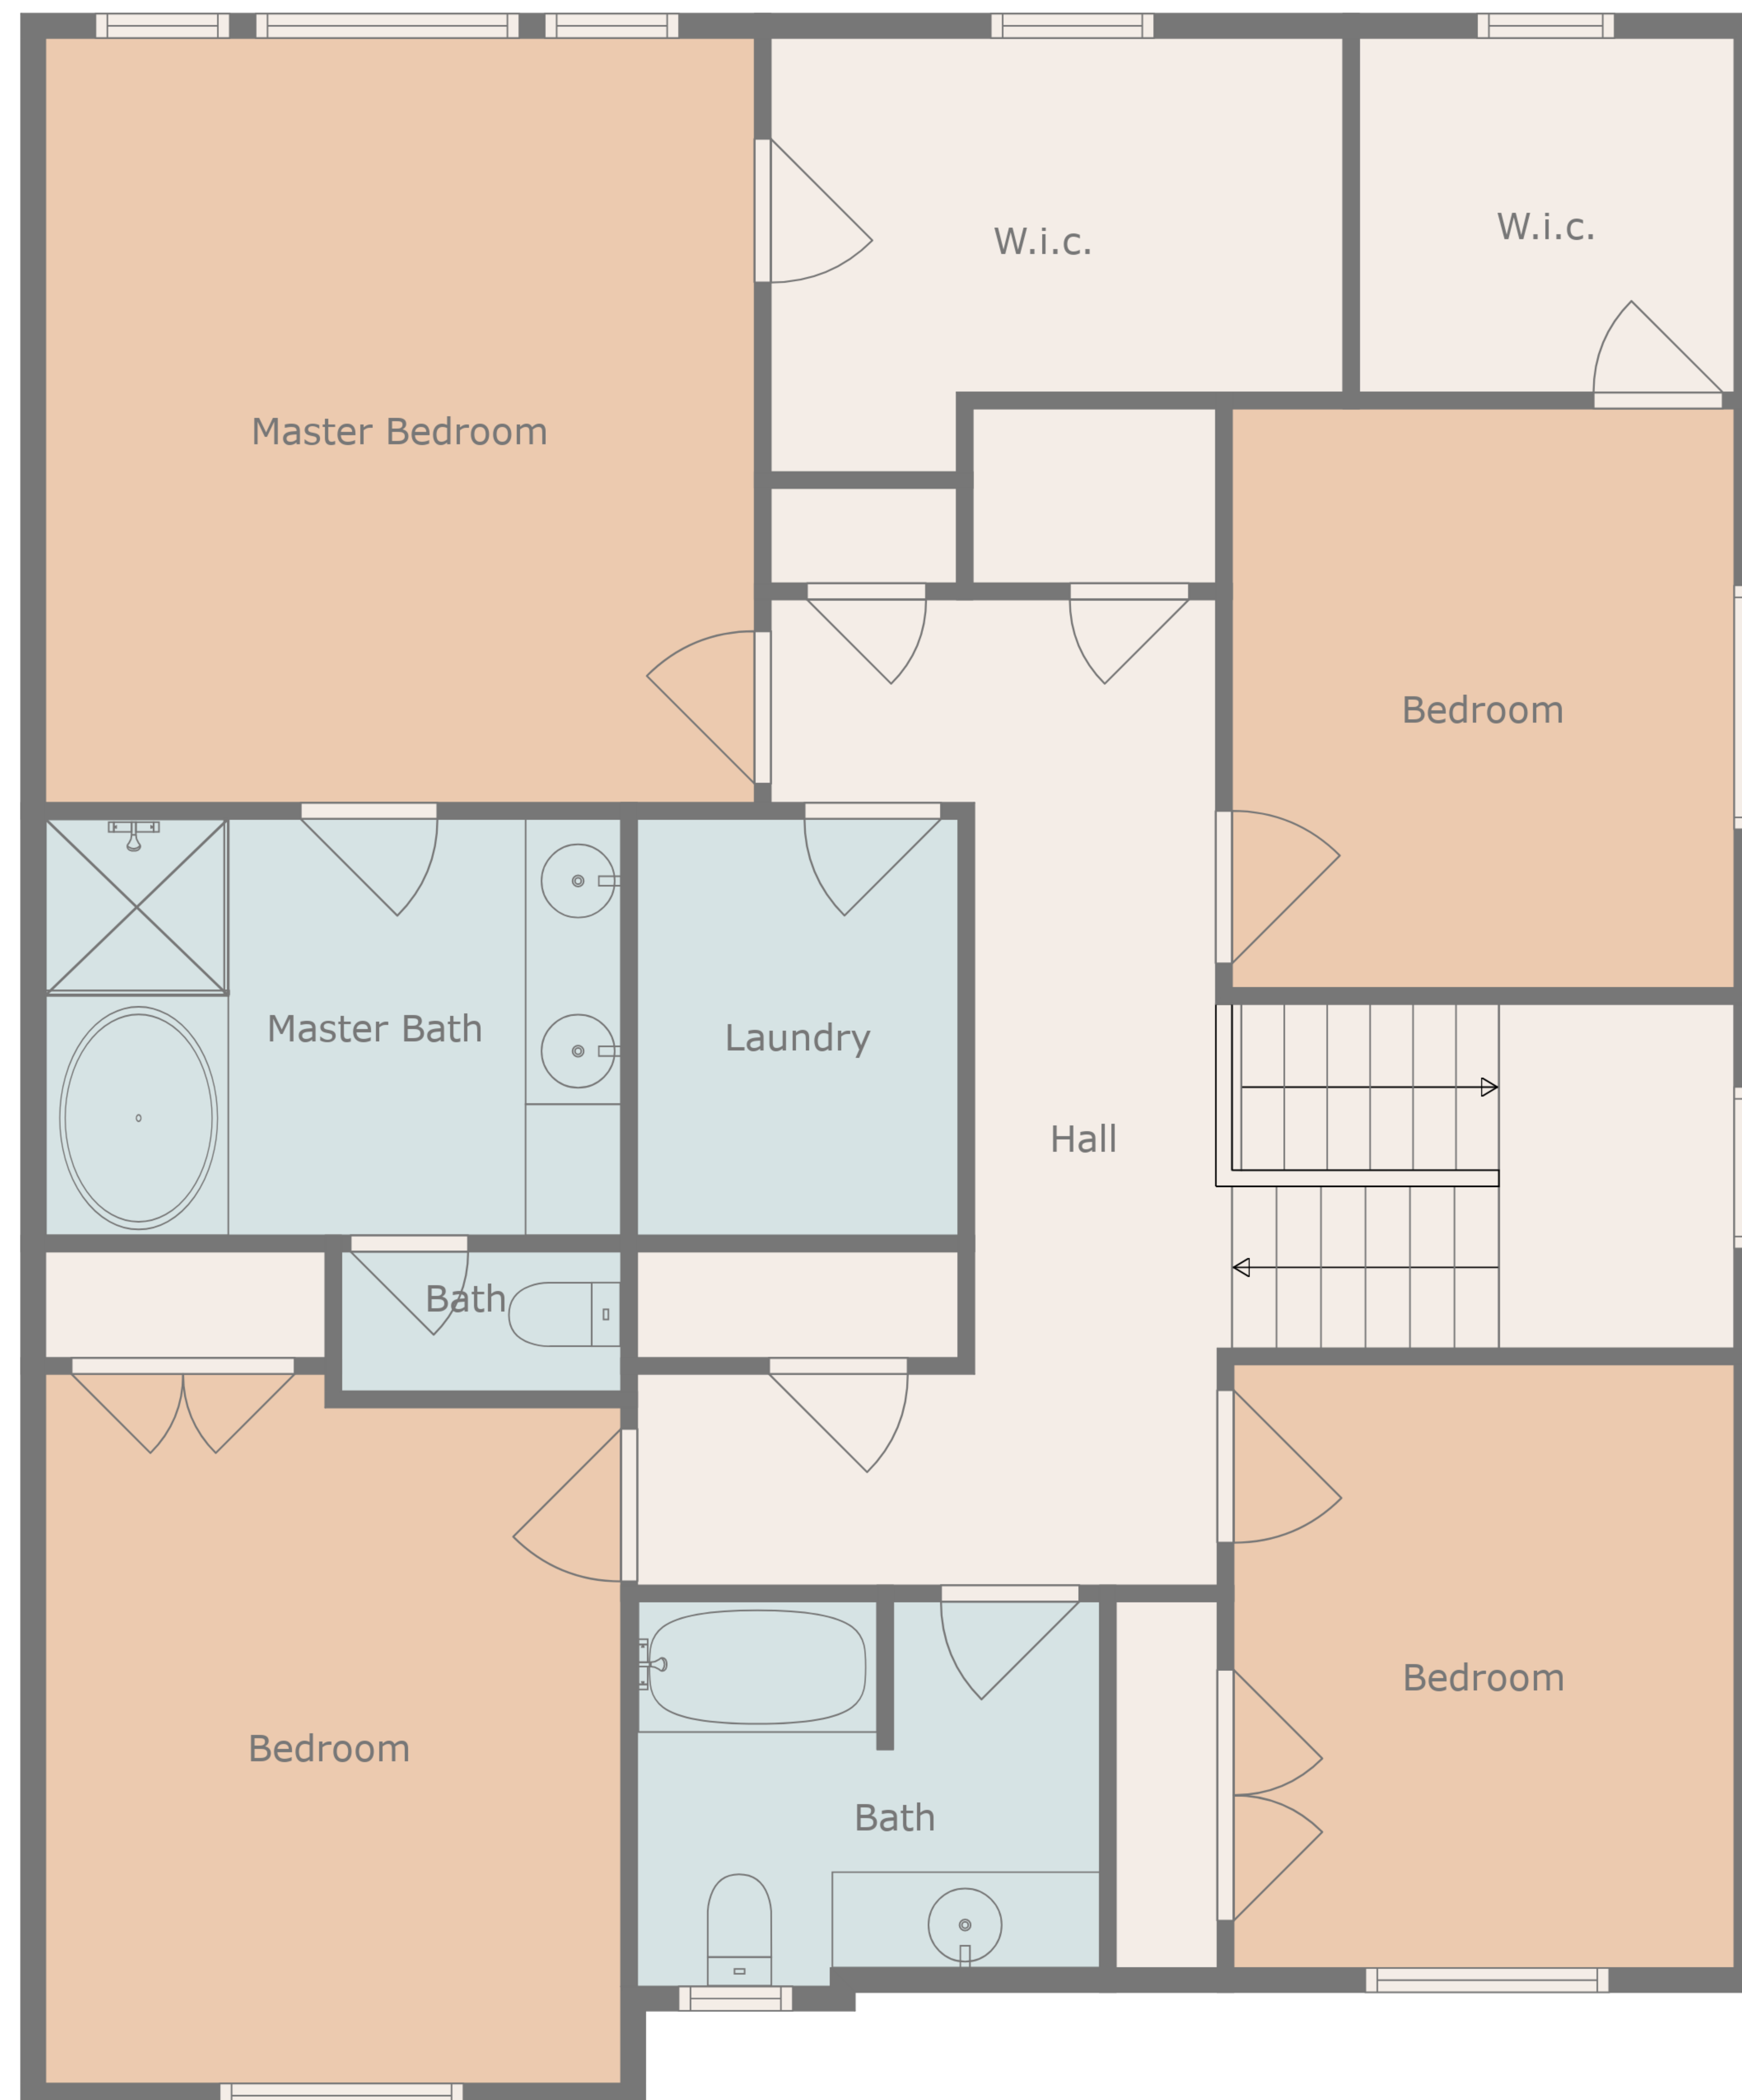 W.i.c.
W.i.c.
Master Bedroom
Bedroom
Master Bath
Laundry
Hall
Bath
Bedroom
Bedroom
Bath